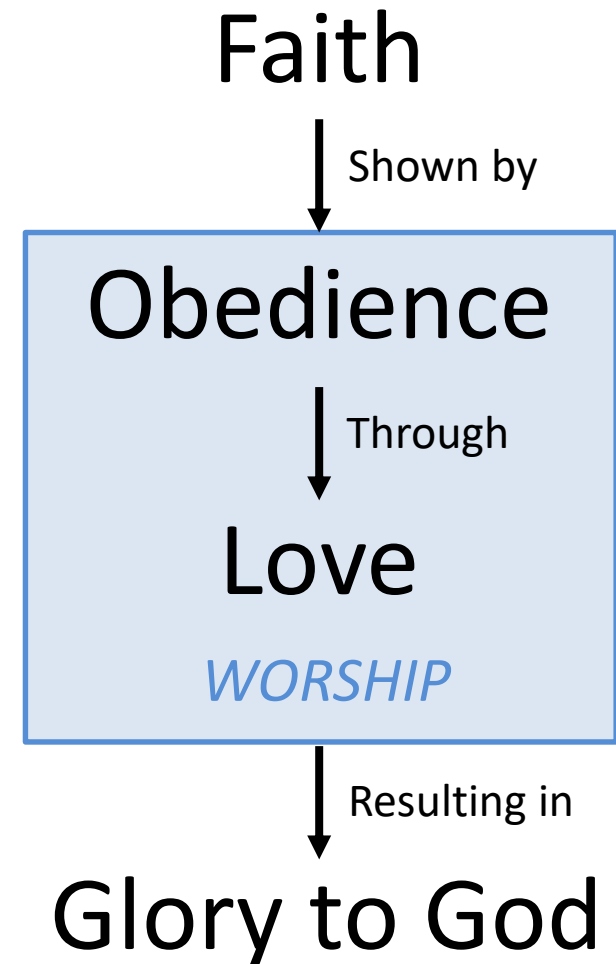 Faith
Shown by
Obedience
Through
Love
WORSHIP
Resulting in
Glory to God